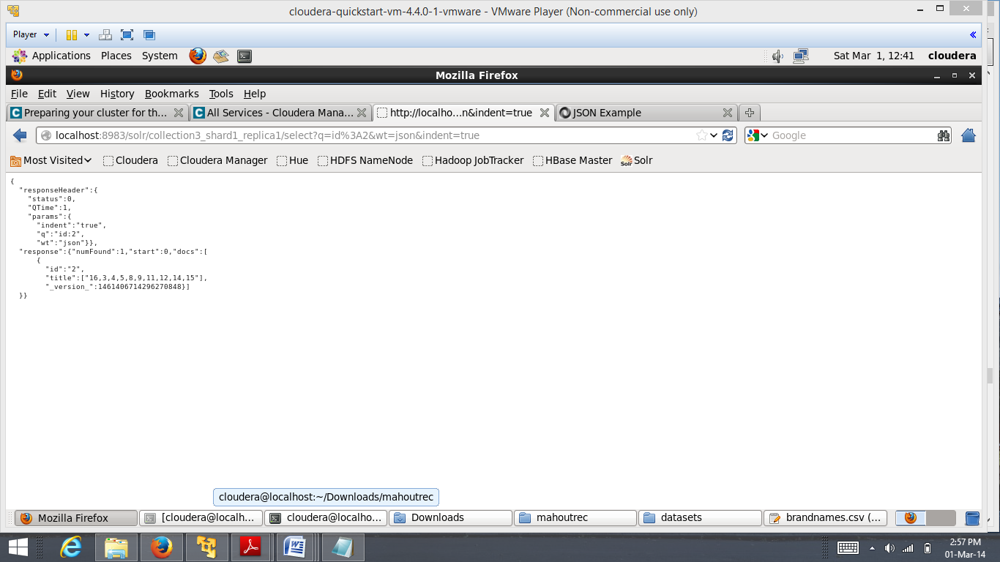 cloudera-quickstart-vm-4.4.0-1-vmware - VMware Player (Non-commercial use only)
Player
Applications Places System Sat Mar 1, 12:41 cloudera
Mozilla Firefox
File Edit View History Bookmarks Tools Help
Preparing your cluster for th... All Services - Cloudera Mana... http://localho...n&indent=true JSON Example
localhost:8983/solr/collection3_shard1_replica1/select?q=id%3A2&wt=json&indent=true Google
Most Visited Cloudera Cloudera Manager Hue HDFS NameNode Hadoop JobTracker HBase Master Solr Solr
{
  "responseHeader":{
    "status":0,
    "QTime":1,
    "params":{
      "indent":"true",
      "q":"id:2",
      "wt":"json"}},
  "response":{"numFound":1,"start":0,"docs":[
      {
        "id":"2",
        "title":["16,3,4,5,8,9,11,12,14,15"],
        "_version_":1461406714296270848}]
  }}
cloudera@localhost:~/Downloads/mahoutrec
Mozilla Firefox [cloudera@localh... cloudera@localho... Downloads mahoutrec datasets brandnames.csv (...
2:57 PM
01-Mar-14